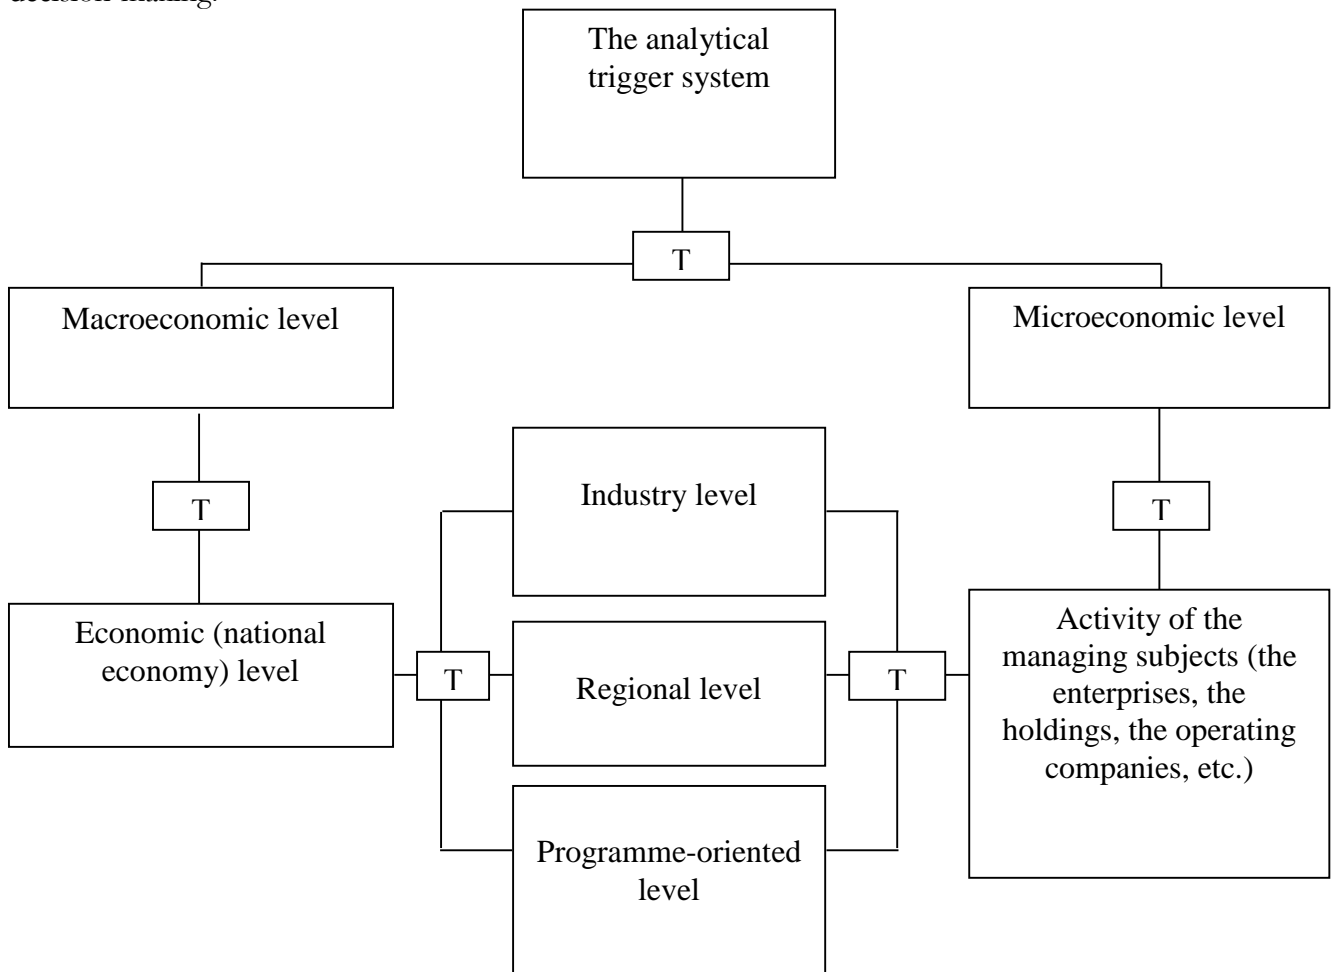 The analytical
trigger system
T
Macroeconomic level
Microeconomic level
Industry level
T
T
Economic (national
economy) level
Activity of the
managing subjects (the
enterprises, the
holdings, the operating
companies, etc.)
T
Regional level
T
Programme-oriented
level